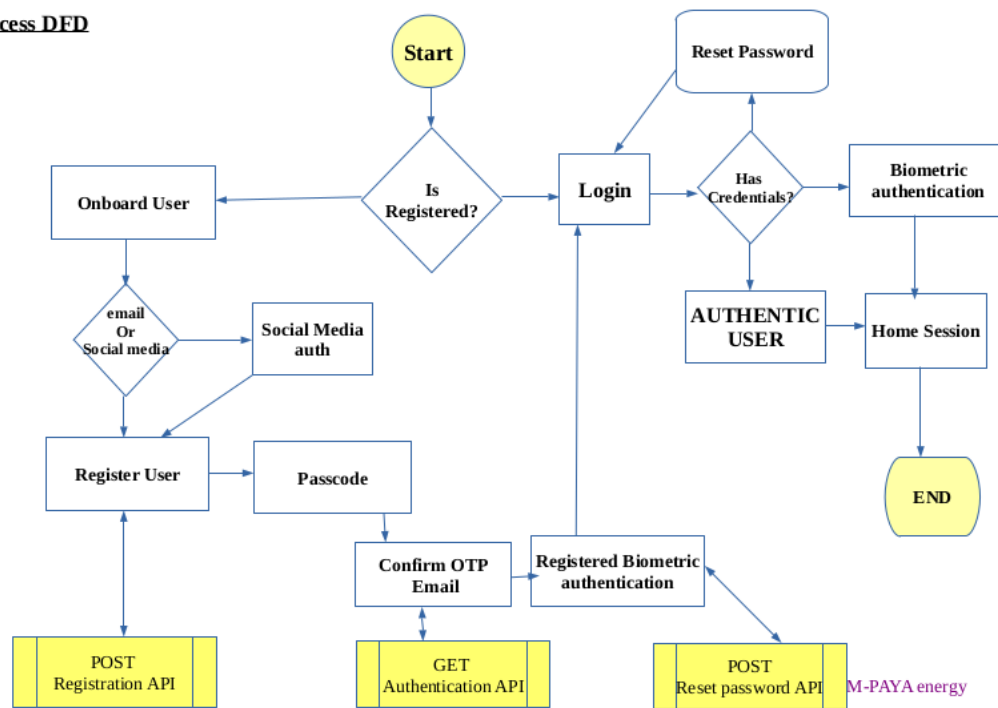 cess DFD
Start
Reset Password
Is
Registered?
Login
Has
Credentials?
Biometric
authentication
Onboard User
email
Or
Social media
Social Media
auth
AUTHENTIC
USER
Home Session
Register User
Passcode
END
Confirm OTP
Email
Registered Biometric
authentication
POST
Registration API
GET
Authentication API
POST
Reset password API
M-PAYA energy